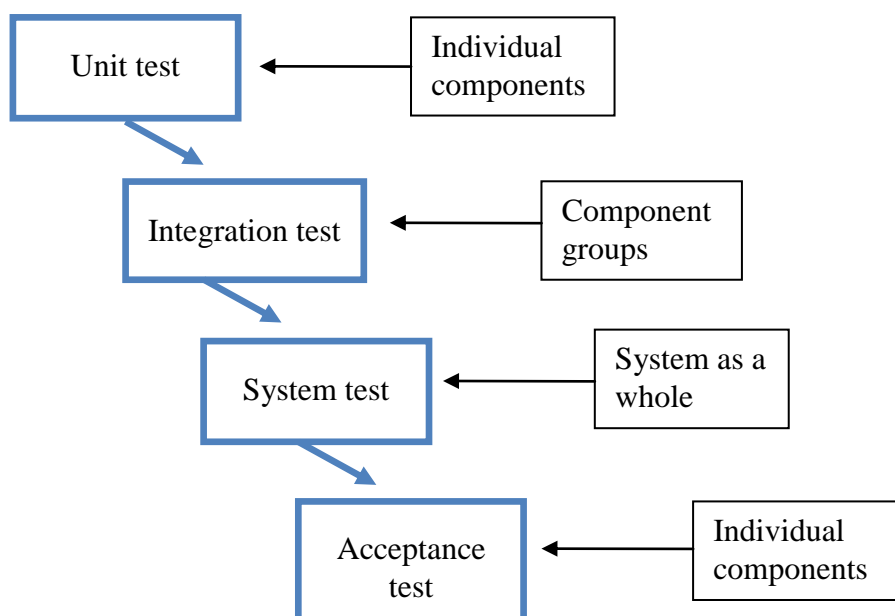 Unit test
Individual
components
Integration test
Component
groups
System test
System as a
whole
Acceptance
test
Individual
components